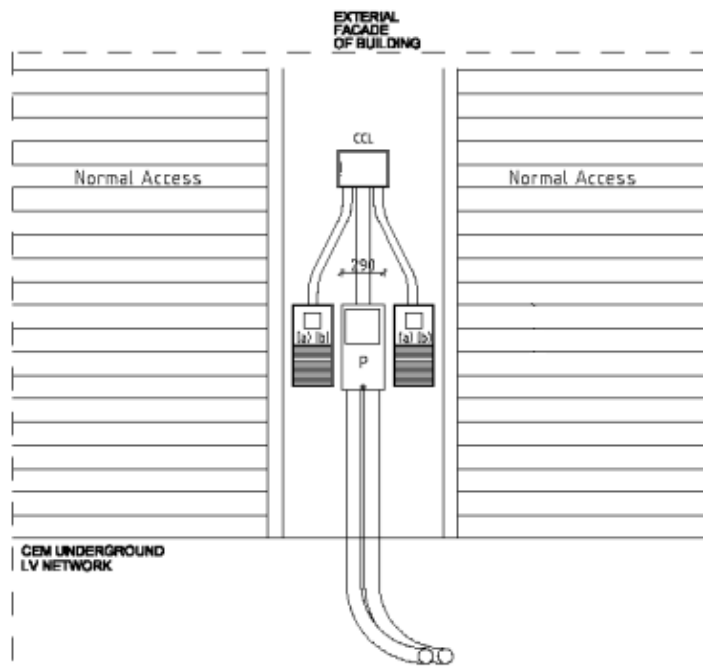 EXTERIAL
FACADE
OF BUILDING
CCL
Normal Access
Normal Access
290
(a) (b)
(a) (b)
P
CEM UNDERGROUND
LV NETWORK